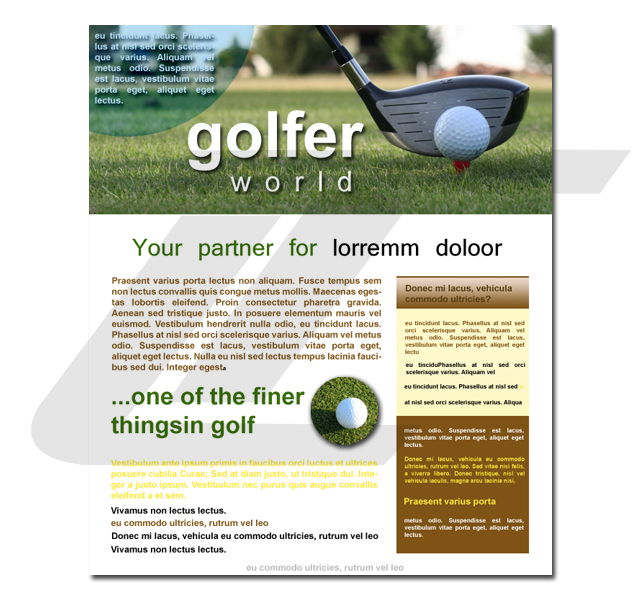 eu tincidunt lacus. Phasel-
lus at nisl sed orci sceleris-
que varius. Aliquam vel
metus odio. Suspendisse
est lacus, vestibulum vitae
porta eget, aliquet eget
lectus.
golfer
world
Your partner for lorremm doloor
Praesent varius porta lectus non aliquam. Fusce tempus sem
non lectus convallis quis congue metus mollis. Maecenas eges-
tas lobortis eleifend. Proin consectetur pharetra gravida.
Aenean sed tristique justo. In posuere elementum mauris vel
euismod. Vestibulum hendrerit nulla odio, eu tincidunt lacus.
Phasellus at nisl sed orci scelerisque varius. Aliquam vel metus
odio. Suspendisse est lacus, vestibulum vitae porta eget,
aliquet eget lectus. Nulla eu nisl sed lectus tempus lacinia fauci-
bus sed dui. Integer egest
...one of the finer
thingsin golf
Vestibulum ante ipsum primis in faucibus orci luctus et ultrices
posuere cubilia Curae; Sed at diam justo, ut tristique dui. Inte-
ger a justo ipsum. Vestibulum nec purus quis augue convallis
eleifend a et sem.
Vivamus non lectus lectus.
eu commodo ultricies, rutrum vel leo
Donec mi lacus, vehicula eu commodo ultricies, rutrum vel leo
Vivamus non lectus lectus.
Donec mi lacus, vehicula
commodo ultricies?
eu tincidunt lacus. Phasellus at nisl sed
orci scelerisque varius. Aliquam vel
metus odio. Suspendisse est lacus,
vestibulum vitae porta eget, aliquet eget
lectu
eu tinciduPhasellus at nisl sed orci
scelerisque varius. Aliquam vel
eu tincidunt lacus. Phasellus at nisl sed
at nisl sed orci scelerisque varius. Aliqua
metus odio. Suspendisse est lacus,
vestibulum vitae porta eget, aliquet eget
lectus.
Donec mi lacus, vehicula eu commodo
ultricies, rutrum vel leo. Sed vitae nisi felis,
a viverra libero. Donec tristique, nisl vel
vehicula iaculis, magna arcu lacinia nisi,
Praesent varius porta
metus odio. Suspendisse est lacus,
vestibulum vitae porta eget, aliquet eget
lectus.
eu commodo ultricies, rutrum vel leo